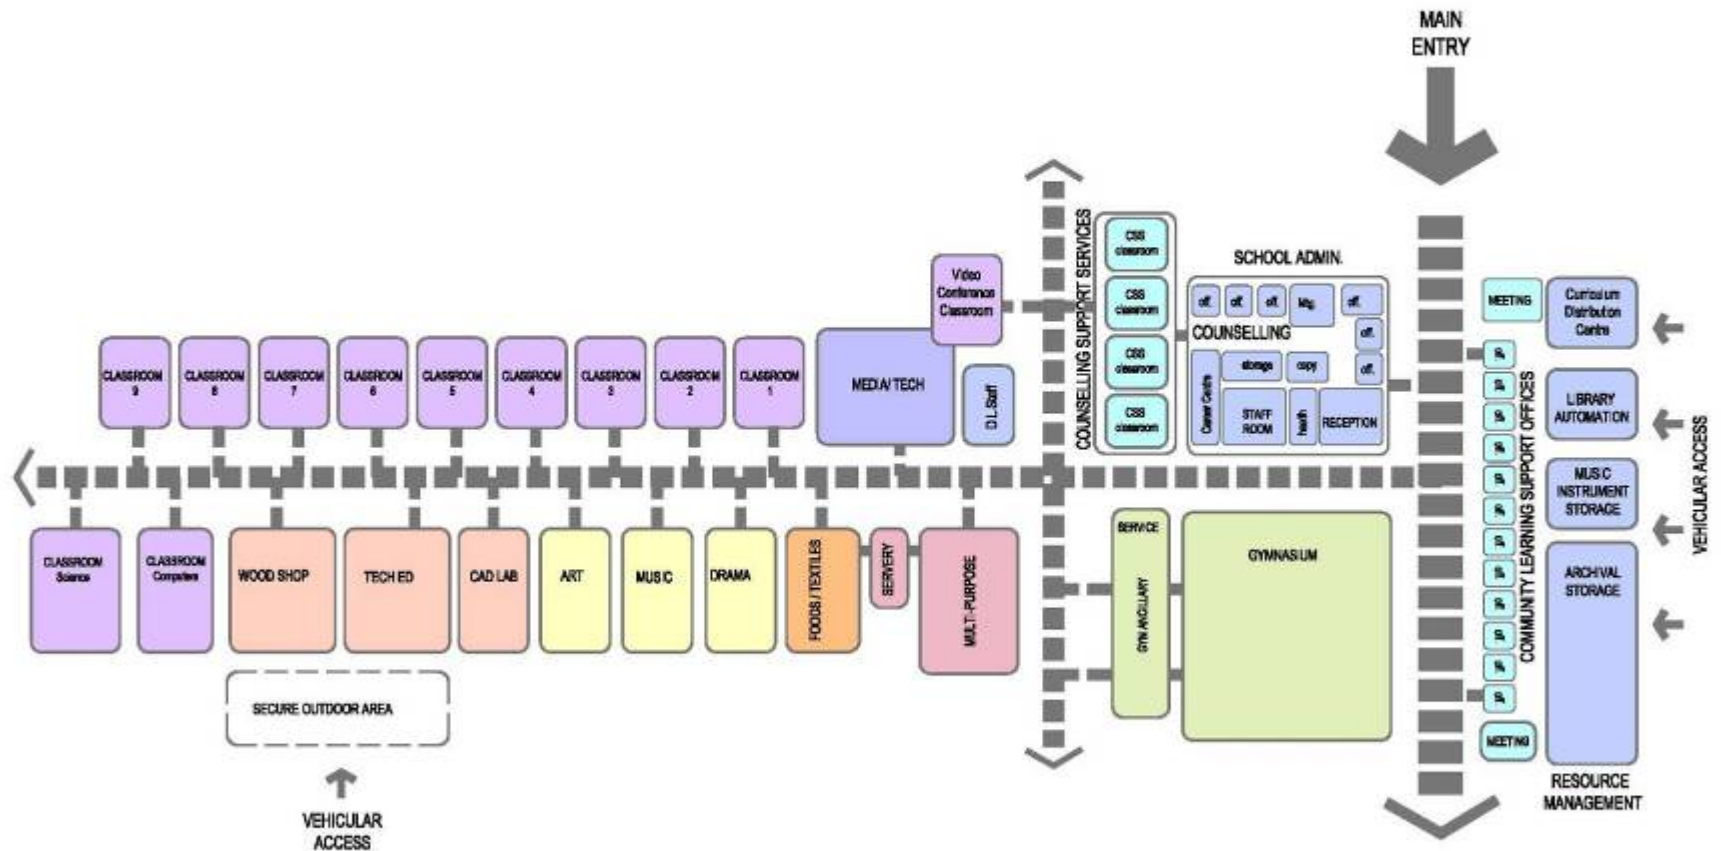 MAIN
ENTRY
COUNSELLING SUPPORT SERVICES
CSS
classroom
CSS
classroom
CSS
classroom
CSS
classroom
SCHOOL ADMIN.
off.
off.
off.
Mtg.
off.
off.
off.
COUNSELLING
storage
copy
Career Centre
STAFF
ROOM
health
RECEPTION
Video
Conference
Classroom
MEDIA/ TECH
D.L.Staff
CLASSROOM
9
CLASSROOM
8
CLASSROOM
7
CLASSROOM
6
CLASSROOM
5
CLASSROOM
4
CLASSROOM
3
CLASSROOM
2
CLASSROOM
1
CLASSROOM
Science
CLASSROOM
Computers
WOOD SHOP
TECH ED
CAD LAB
ART
MUSIC
DRAMA
FOODS / TEXTILES
SERVERY
MULTI-PURPOSE
SECURE OUTDOOR AREA
VEHICULAR
ACCESS
SERVICE
GYM ANCILLARY
GYMNASIUM
MEETING
COMMUNITY LEARNING SUPPORT OFFICES
MEETING
Curriculum
Distribution
Centre
LIBRARY
AUTOMATION
MUSIC
INSTRUMENT
STORAGE
ARCHIVAL
STORAGE
RESOURCE
MANAGEMENT
VEHICULAR ACCESS